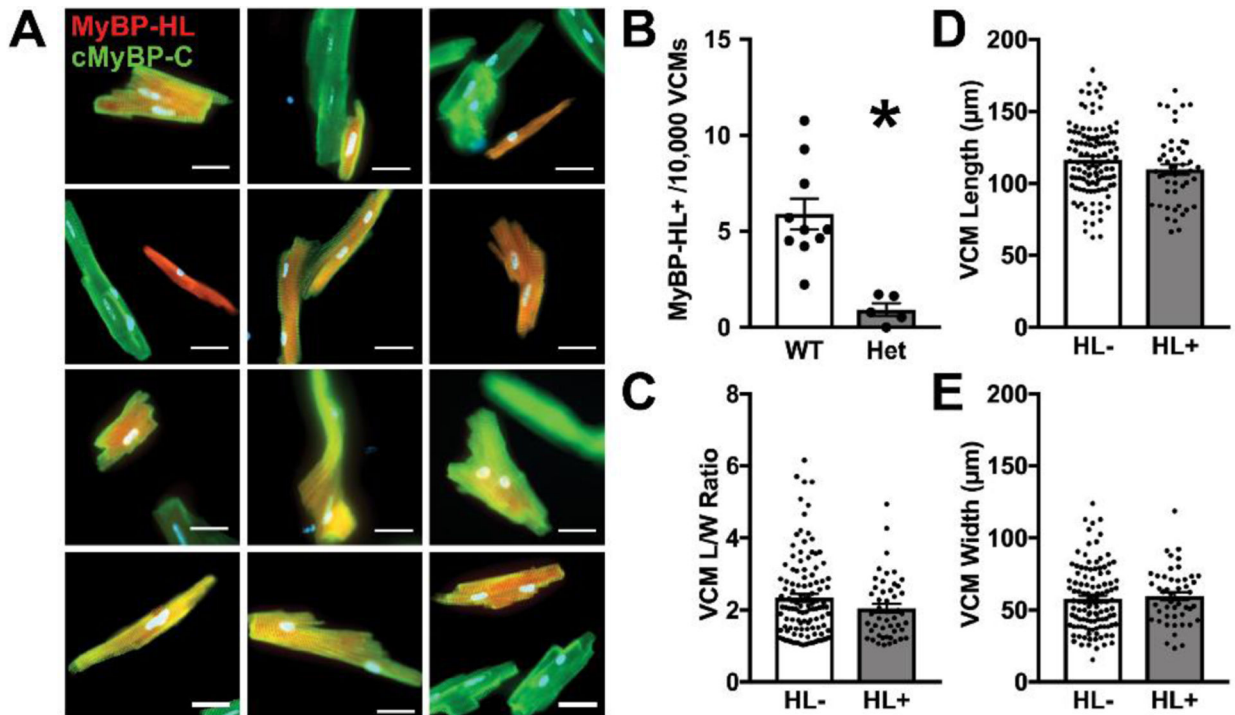 A
MyBP-HL
cMyBP-C
B
MyBP-HL+ /10,000 VCMs
15
10
5
0
*
WT
Het
D
VCM Length (µm)
200
150
100
50
0
HL-
HL+
C
VCM L/W Ratio
8
6
4
2
0
HL-
HL+
E
VCM Width (µm)
200
150
100
50
0
HL-
HL+